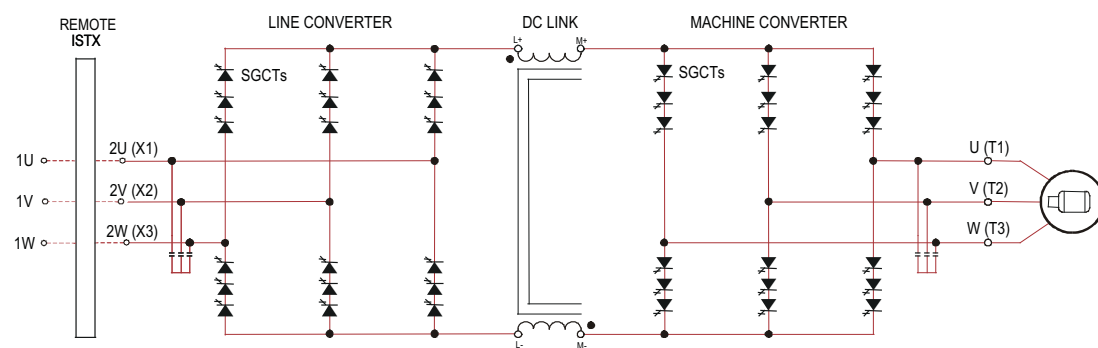 REMOTE
ISTX
LINE CONVERTER
DC LINK
MACHINE CONVERTER
L+
M+
SGCTs
SGCTs
1U
2U (X1)
U (T1)
1V
2V (X2)
V (T2)
1W
2W (X3)
W (T3)
L-
M-